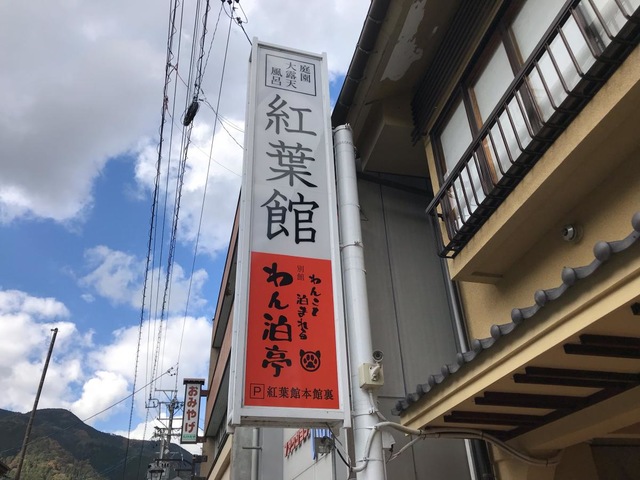 庭園
大露天
風呂
紅葉館
わんこと
泊まれる
別館
わん泊亭
P 紅葉館本館裏
おみやげ